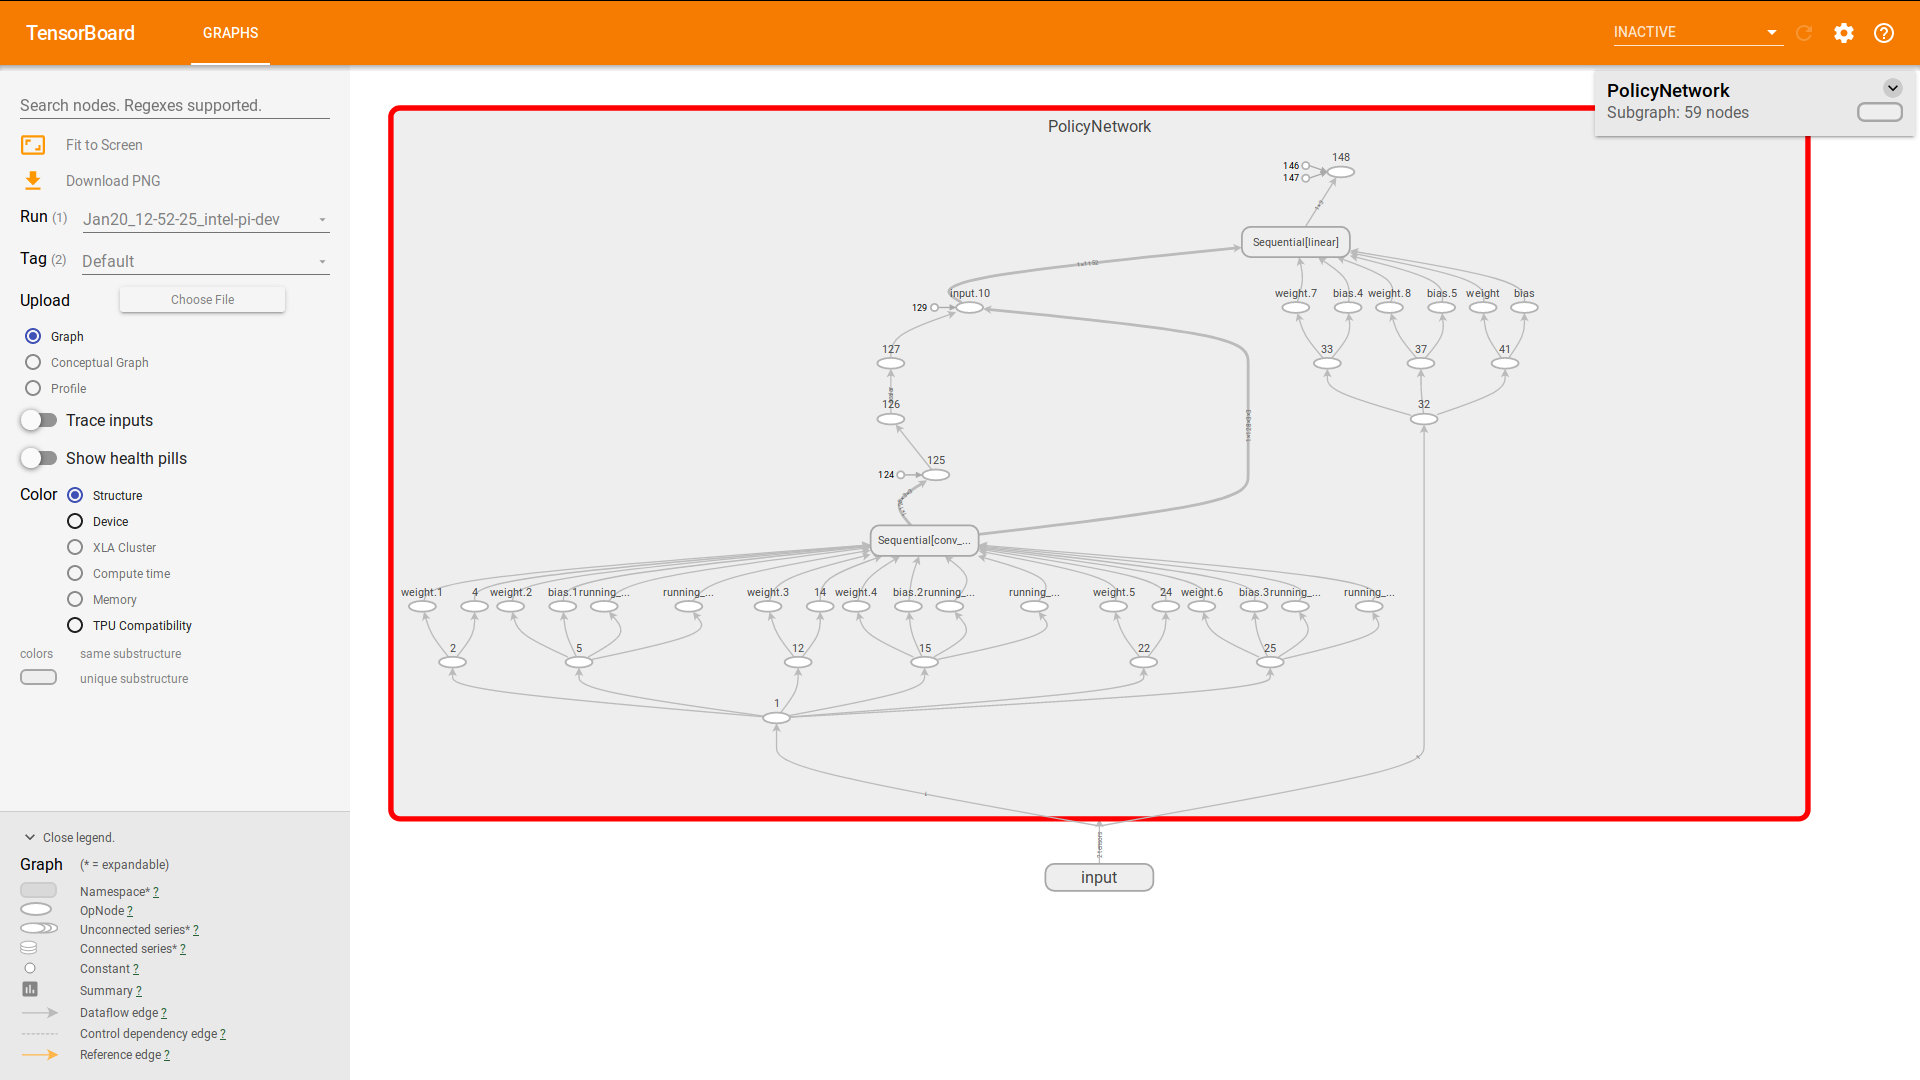 TensorBoard
GRAPHS
INACTIVE
Search nodes. Regexes supported.
Fit to Screen
Download PNG
Run (1)
Jan20_12-52-25_intel-pi-dev
Tag (2)
Default
Upload
Choose File
Graph
Conceptual Graph
Profile
Trace inputs
Show health pills
Color
Structure
Device
XLA Cluster
Compute time
Memory
TPU Compatibility
colors
same substructure
unique substructure
Close legend.
Graph
(* = expandable)
Namespace* ?
OpNode ?
Unconnected series* ?
Connected series* ?
Constant ?
Summary ?
Dataflow edge ?
Control dependency edge ?
Reference edge ?
PolicyNetwork
Subgraph: 59 nodes
PolicyNetwork
148
146
147
Sequential[linear]
input.10
129
weight.7 bias.4 weight.8 bias.5 weight bias
127
33 37 41
126
32
125
124
Sequential[conv_...
weight.1 4 weight.2 bias.1 running_... running_... weight.3 14 weight.4 bias.2 running_... running_... weight.5 24 weight.6 bias.3 running_... running_...
2 5 12 15 22 25
1
input